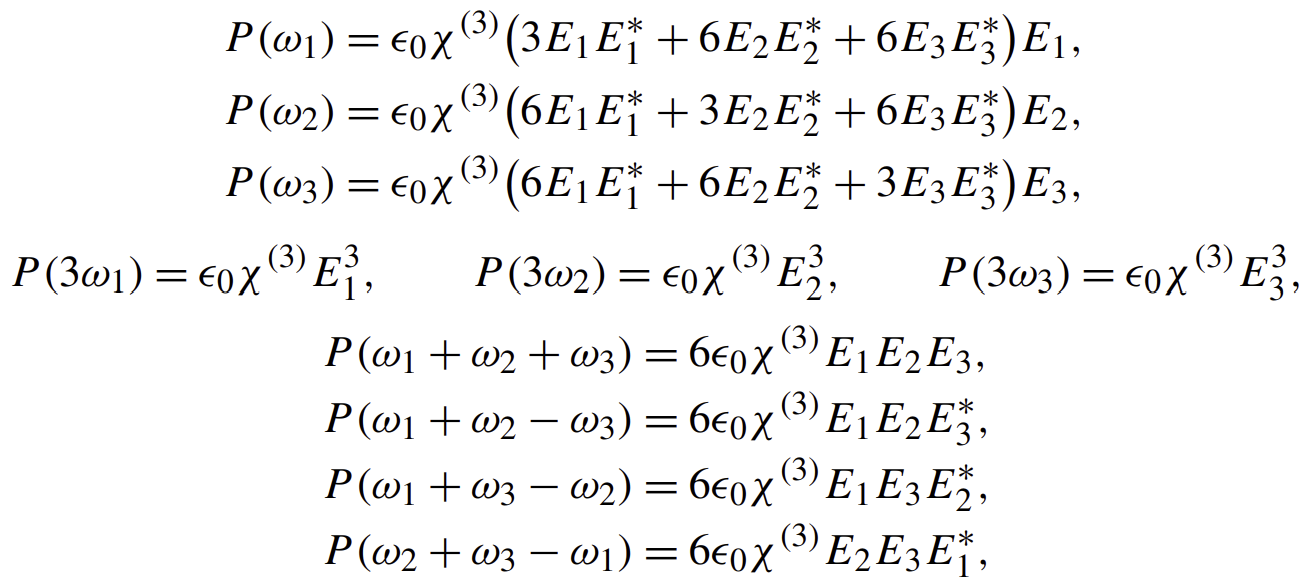 P(ω₁) = ϵ₀χ⁽³⁾(3E₁E₁* + 6E₂E₂* + 6E₃E₃*)E₁,
P(ω₂) = ϵ₀χ⁽³⁾(6E₁E₁* + 3E₂E₂* + 6E₃E₃*)E₂,
P(ω₃) = ϵ₀χ⁽³⁾(6E₁E₁* + 6E₂E₂* + 3E₃E₃*)E₃,
P(3ω₁) = ϵ₀χ⁽³⁾E₁³, P(3ω₂) = ϵ₀χ⁽³⁾E₂³, P(3ω₃) = ϵ₀χ⁽³⁾E₃³,
P(ω₁ + ω₂ + ω₃) = 6ϵ₀χ⁽³⁾E₁E₂E₃,
P(ω₁ + ω₂ − ω₃) = 6ϵ₀χ⁽³⁾E₁E₂E₃*,
P(ω₁ + ω₃ − ω₂) = 6ϵ₀χ⁽³⁾E₁E₃E₂*,
P(ω₂ + ω₃ − ω₁) = 6ϵ₀χ⁽³⁾E₂E₃E₁*,